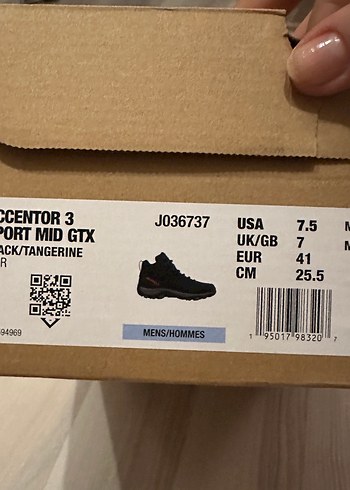 CCENTOR 3
PORT MID GTX
ACK/TANGERINE
R
J036737
USA 7.5
UK/GB 7
EUR 41
CM 25.5
M
M
94969
MENS/HOMMES
1 95017 98320 7